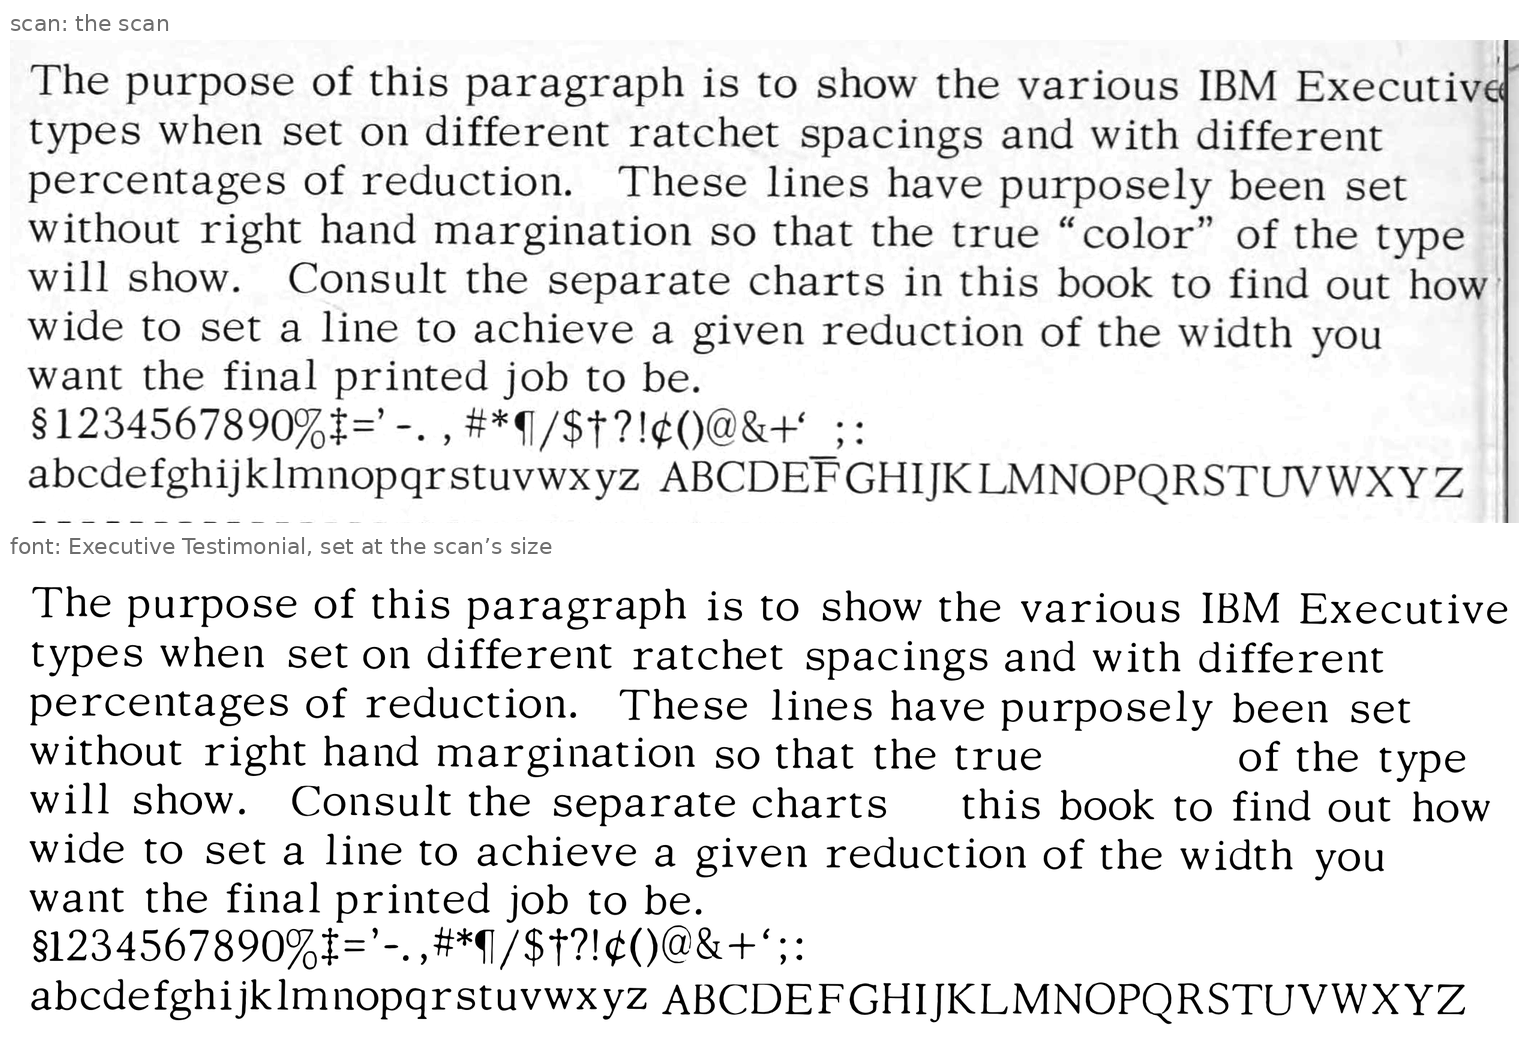 scan: the scan
The purpose of this paragraph is to show the various IBM Executive
types when set on different ratchet spacings and with different
percentages of reduction. These lines have purposely been set
without right hand margination so that the true “color” of the type
will show. Consult the separate charts in this book to find out how
wide to set a line to achieve a given reduction of the width you
want the final printed job to be.
§1234567890%‡=’-. , #*¶/$†?!¢()@&+‘_;:
abcdefghijklmnopqrstuvwxyz ABCDEFGHIJKLMNOPQRSTUVWXYZ
font: Executive Testimonial, set at the scan’s size
The purpose of this paragraph is to show the various IBM Executive
types when set on different ratchet spacings and with different
percentages of reduction. These lines have purposely been set
without right hand margination so that the true of the type
will show. Consult the separate charts this book to find out how
wide to set a line to achieve a given reduction of the width you
want the final printed job to be.
§1234567890%‡=’-.,#*¶/$†?!¢()@&+‘;:
abcdefghijklmnopqrstuvwxyz ABCDEFGHIJKLMNOPQRSTUVWXYZ